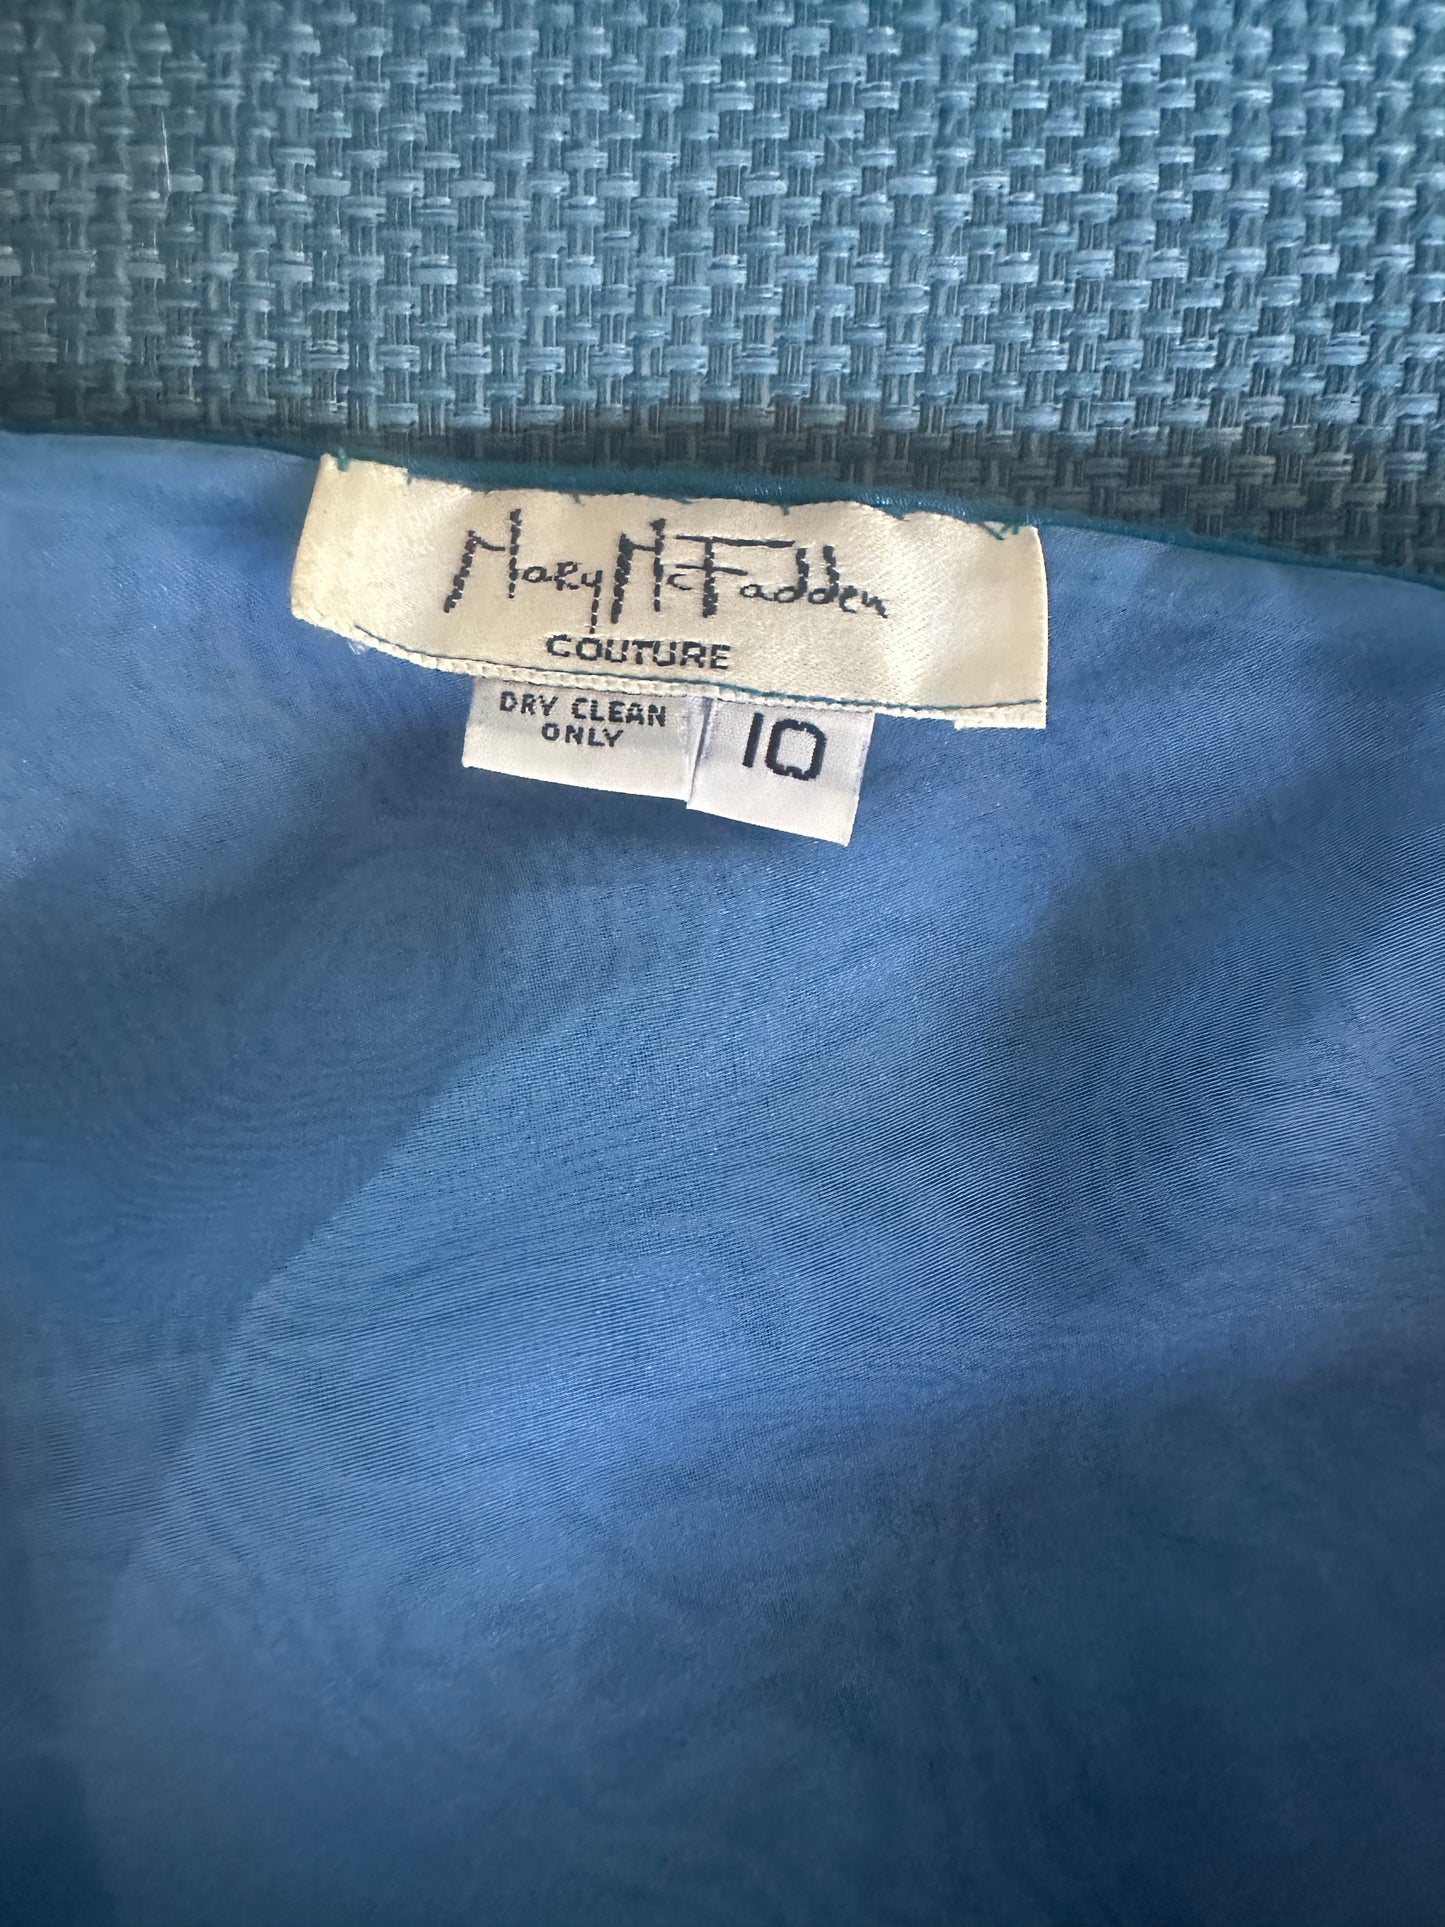 Mary McFadden
COUTURE
DRY CLEAN
ONLY
10